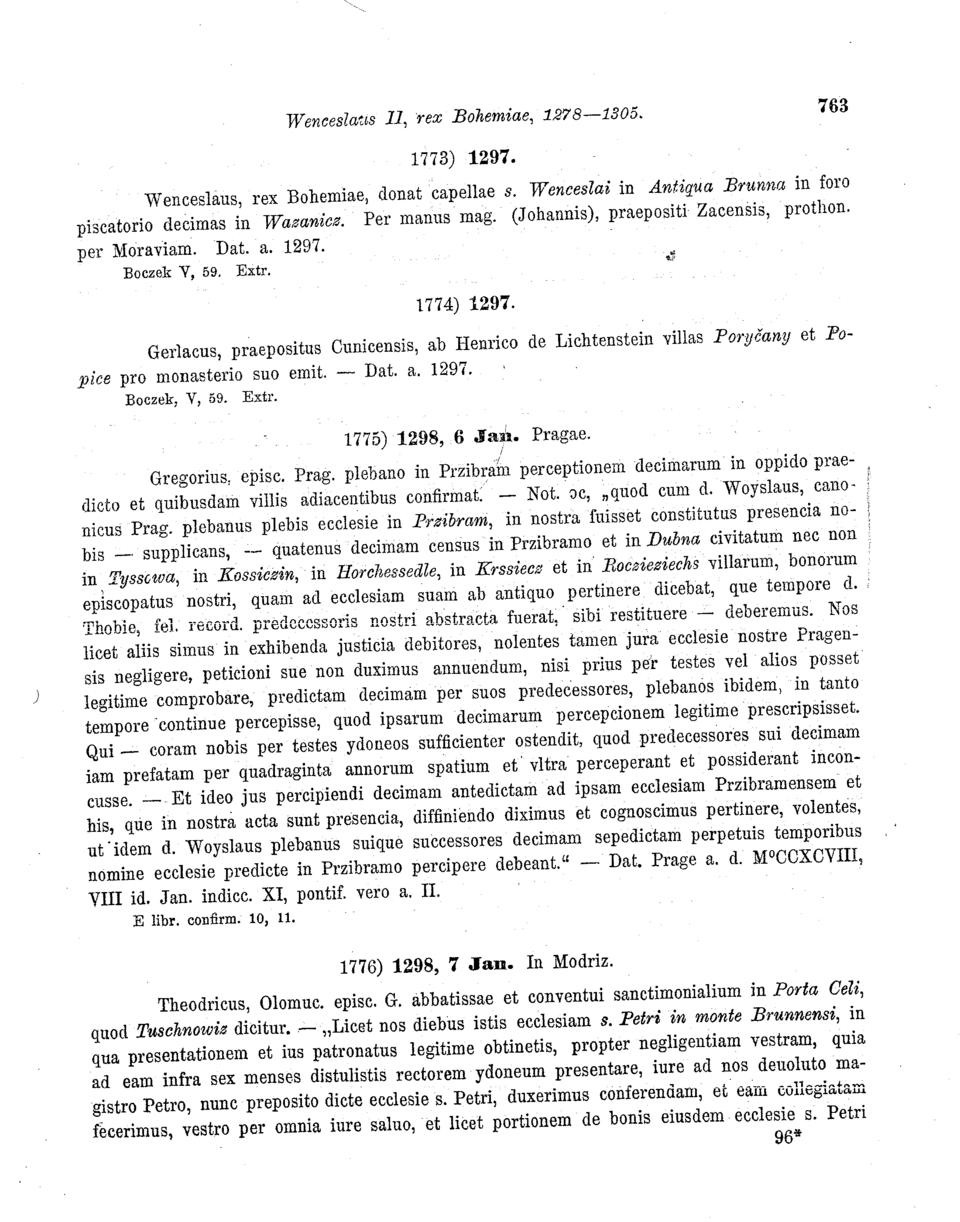 Wenceslaus II, rex Bohemiae, 1278—1305.
763
1773) 1297.
Wenceslaus, rex Bohemiae, donat capellae s. Wenceslai in Antiqua Brunna in foro
piscatorio decimas in Wazanicz. Per manus mag. (Johannis), praepositi Zacensis, prothon.
per Moraviam. Dat. a. 1297.
Boczek V, 59. Extr.
1774) 1297.
Gerlacus, praepositus Cunicensis, ab Henrico de Lichtenstein villas Poryčany et Po-
pice pro monasterio suo emit. — Dat. a. 1297.
Boczek, V, 59. Extr.
1775) 1298, 6 Jan. Pragae.
Gregorius, episc. Prag. plebano in Przibram perceptionem decimarum in oppido prae-
dicto et quibusdam villis adiacentibus confirmat. — Not. ɔc, „quod cum d. Woyslaus, cano-
nicus Prag. plebanus plebis ecclesie in Przibram, in nostra fuisset constitutus presencia no-
bis — supplicans, — quatenus decimam census in Przibramo et in Dubna civitatum nec non
in Tyssowa, in Kossiczin, in Horchessedle, in Krssiecz et in Roczieziechs villarum, bonorum
episcopatus nostri, quam ad ecclesiam suam ab antiquo pertinere dicebat, que tempore d.
Thobie, fel. record. predecessoris nostri abstracta fuerat, sibi restituere — deberemus. Nos
licet aliis simus in exhibenda justicia debitores, nolentes tamen jura ecclesie nostre Pragen-
sis negligere, peticioni sue non duximus annuendum, nisi prius per testes vel alios posset
legitime comprobare, predictam decimam per suos predecessores, plebanos ibidem, in tanto
tempore continue percepisse, quod ipsarum decimarum percepcionem legitime prescripsisset.
Qui — coram nobis per testes ydoneos sufficienter ostendit, quod predecessores sui decimam
iam prefatam per quadraginta annorum spatium et vltra perceperant et possiderant incon-
cusse. — Et ideo jus percipiendi decimam antedictam ad ipsam ecclesiam Przibramensem et
his, que in nostra acta sunt presencia, diffiniendo diximus et cognoscimus pertinere, volentes,
ut idem d. Woyslaus plebanus suique successores decimam sepedictam perpetuis temporibus
nomine ecclesie predicte in Przibramo percipere debeant.“ — Dat. Prage a. d. MºCCXCVIII,
VIII id. Jan. indicc. XI, pontif. vero a. II.
E libr. confirm. 10, 11.
1776) 1298, 7 Jan. In Modriz.
Theodricus, Olomuc. episc. G. abbatissae et conventui sanctimonialium in Porta Celi,
quod Tuschnowiz dicitur. — „Licet nos diebus istis ecclesiam s. Petri in monte Brunnensi, in
qua presentationem et ius patronatus legitime obtinetis, propter negligentiam vestram, quia
ad eam infra sex menses distulistis rectorem ydoneum presentare, iure ad nos deuoluto ma-
gistro Petro, nunc preposito dicte ecclesie s. Petri, duxerimus conferendam, et eam collegiatam
fecerimus, vestro per omnia iure saluo, et licet portionem de bonis eiusdem ecclesie s. Petri
96*